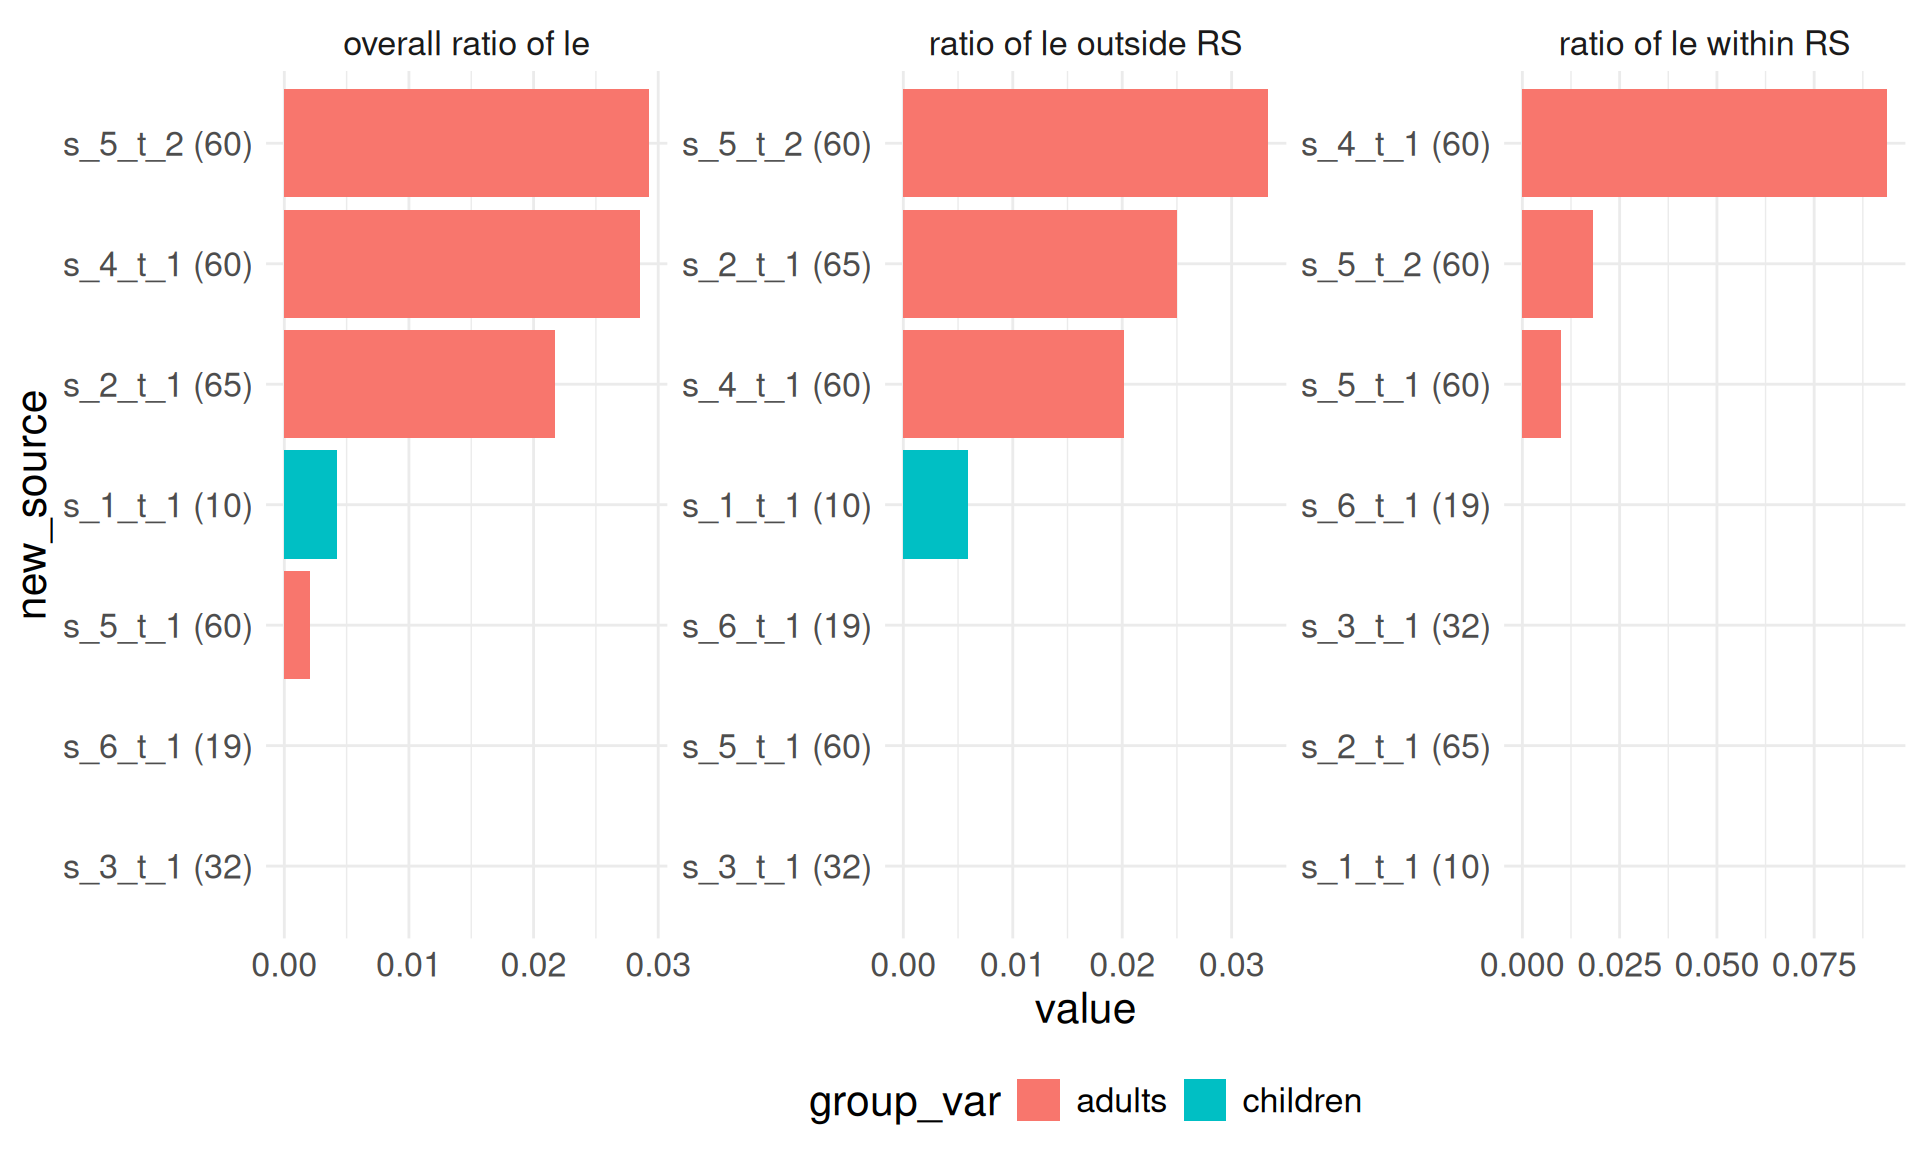 overall ratio of le
ratio of le outside RS
ratio of le within RS
new_source
s_5_t_2 (60)
s_4_t_1 (60)
s_2_t_1 (65)
s_1_t_1 (10)
s_5_t_1 (60)
s_6_t_1 (19)
s_3_t_1 (32)
0.00 0.01 0.02 0.03
s_5_t_2 (60)
s_2_t_1 (65)
s_4_t_1 (60)
s_1_t_1 (10)
s_6_t_1 (19)
s_5_t_1 (60)
s_3_t_1 (32)
0.00 0.01 0.02 0.03
s_4_t_1 (60)
s_5_t_2 (60)
s_5_t_1 (60)
s_6_t_1 (19)
s_3_t_1 (32)
s_2_t_1 (65)
s_1_t_1 (10)
0.000 0.025 0.050 0.075
value
group_var adults children